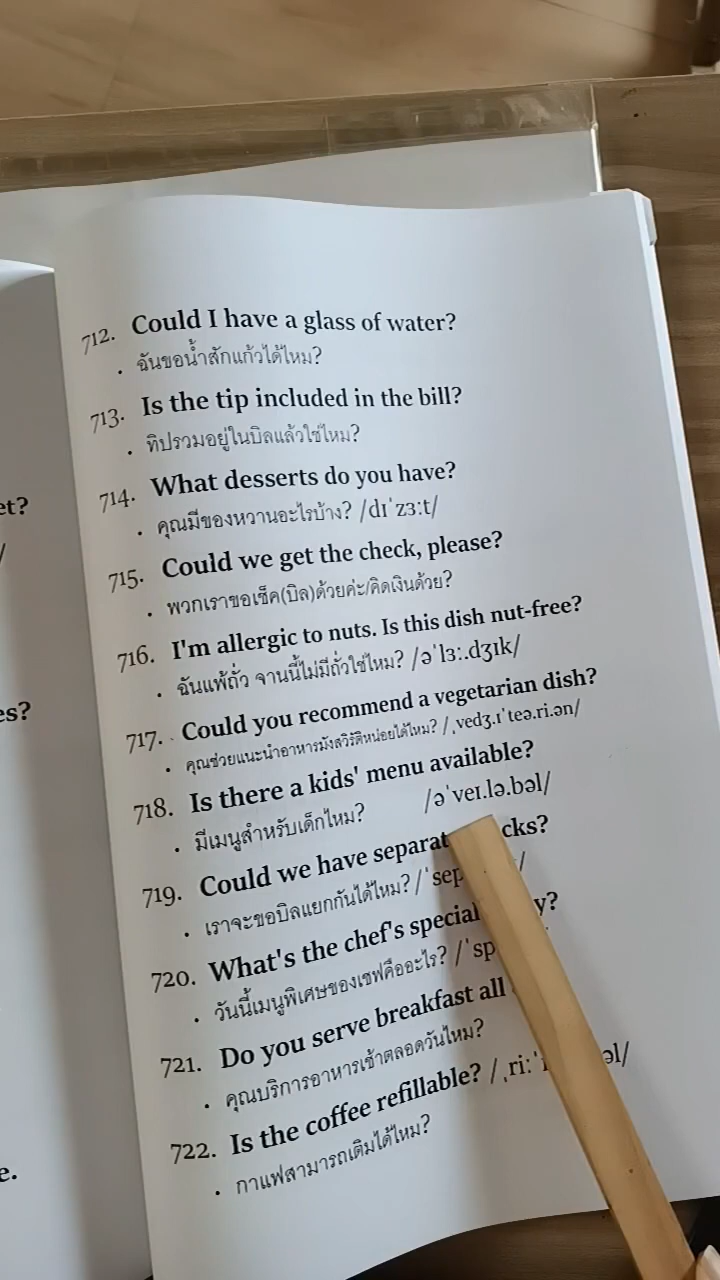 et?
/
es?
e.
712. Could I have a glass of water?
• ฉันขอน้ำสักแก้วได้ไหม?
713. Is the tip included in the bill?
• ทิปรวมอยู่ในบิลแล้วใช่ไหม?
714. What desserts do you have?
• คุณมีของหวานอะไรบ้าง? /dɪˈzɜːt/
715. Could we get the check, please?
• พวกเราขอเช็ค(บิล)ด้วยค่ะ/คิดเงินด้วย?
716. I'm allergic to nuts. Is this dish nut-free?
• ฉันแพ้ถั่ว จานนี้ไม่มีถั่วใช่ไหม? /əˈlɜː.dʒɪk/
717. Could you recommend a vegetarian dish?
• คุณช่วยแนะนำอาหารมังสวิรัติหน่อยได้ไหม? /ˌvedʒ.ɪˈteə.ri.ən/
718. Is there a kids' menu available?
• มีเมนูสำหรับเด็กไหม? /əˈveɪ.lə.bəl/
719. Could we have separat cks?
• เราจะขอบิลแยกกันได้ไหม? /ˈsep /
720. What's the chef's special y?
• วันนี้เมนูพิเศษของเชฟคืออะไร? /ˈsp
721. Do you serve breakfast all
• คุณบริการอาหารเช้าตลอดวันไหม?
722. Is the coffee refillable? /ˌriːˈ əl/
• กาแฟสามารถเติมได้ไหม?